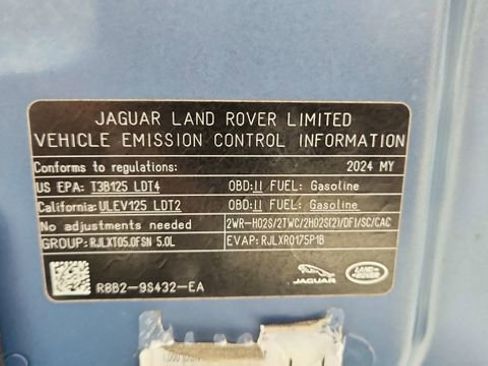 JAGUAR LAND ROVER LIMITED
VEHICLE EMISSION CONTROL INFORMATION
Conforms to regulations: 2024 MY
US EPA: T3B125 LDT4 OBD: II FUEL: Gasoline
California: ULEV125 LDT2 OBD: II FUEL: Gasoline
No adjustments needed 2WR-HO2S/2TWC/2HO2S(2)/DFI/SC/CAC
GROUP: RJLXT05.0FSN 5.0L EVAP: RJLXR0175P1B
JAGUAR
LAND ROVER
R8B2-9S432-EA